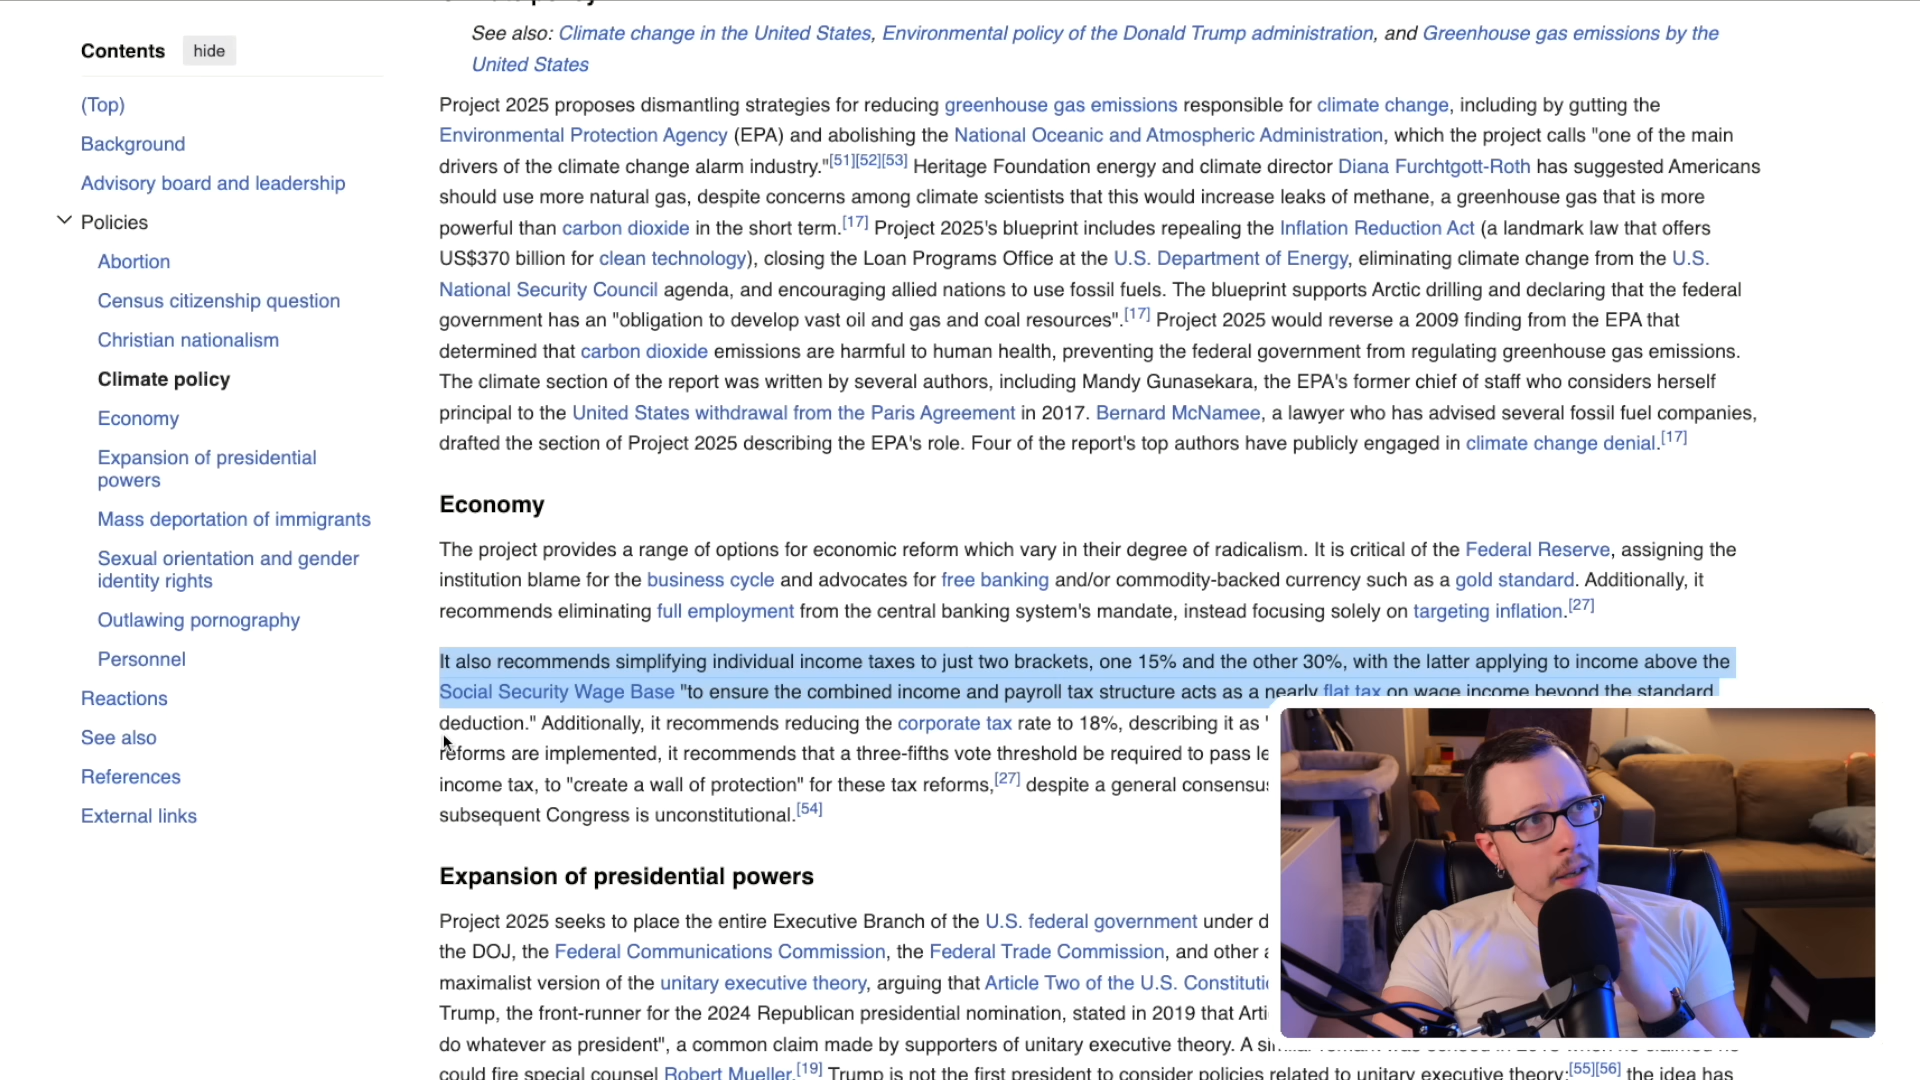 Contents hide
(Top)
Background
Advisory board and leadership
Policies
Abortion
Census citizenship question
Christian nationalism
Climate policy
Economy
Expansion of presidential
powers
Mass deportation of immigrants
Sexual orientation and gender
identity rights
Outlawing pornography
Personnel
Reactions
See also
References
External links
See also: Climate change in the United States, Environmental policy of the Donald Trump administration, and Greenhouse gas emissions by the
United States
Project 2025 proposes dismantling strategies for reducing greenhouse gas emissions responsible for climate change, including by gutting the
Environmental Protection Agency (EPA) and abolishing the National Oceanic and Atmospheric Administration, which the project calls "one of the main
drivers of the climate change alarm industry."[51][52][53] Heritage Foundation energy and climate director Diana Furchtgott-Roth has suggested Americans
should use more natural gas, despite concerns among climate scientists that this would increase leaks of methane, a greenhouse gas that is more
powerful than carbon dioxide in the short term.[17] Project 2025's blueprint includes repealing the Inflation Reduction Act (a landmark law that offers
US$370 billion for clean technology), closing the Loan Programs Office at the U.S. Department of Energy, eliminating climate change from the U.S.
National Security Council agenda, and encouraging allied nations to use fossil fuels. The blueprint supports Arctic drilling and declaring that the federal
government has an "obligation to develop vast oil and gas and coal resources".[17] Project 2025 would reverse a 2009 finding from the EPA that
determined that carbon dioxide emissions are harmful to human health, preventing the federal government from regulating greenhouse gas emissions.
The climate section of the report was written by several authors, including Mandy Gunasekara, the EPA's former chief of staff who considers herself
principal to the United States withdrawal from the Paris Agreement in 2017. Bernard McNamee, a lawyer who has advised several fossil fuel companies,
drafted the section of Project 2025 describing the EPA's role. Four of the report's top authors have publicly engaged in climate change denial.[17]
Economy
The project provides a range of options for economic reform which vary in their degree of radicalism. It is critical of the Federal Reserve, assigning the
institution blame for the business cycle and advocates for free banking and/or commodity-backed currency such as a gold standard. Additionally, it
recommends eliminating full employment from the central banking system's mandate, instead focusing solely on targeting inflation.[27]
It also recommends simplifying individual income taxes to just two brackets, one 15% and the other 30%, with the latter applying to income above the
Social Security Wage Base "to ensure the combined income and payroll tax structure acts as a nearly flat tax on wage income beyond the standard
deduction." Additionally, it recommends reducing the corporate tax rate to 18%, describing it as "
reforms are implemented, it recommends that a three-fifths vote threshold be required to pass
income tax, to "create a wall of protection" for these tax reforms,[27] despite a general
subsequent Congress is unconstitutional.[54]
Expansion of presidential powers
Project 2025 seeks to place the entire Executive Branch of the U.S. federal government under
the DOJ, the Federal Communications Commission, the Federal Trade Commission, and other
maximalist version of the unitary executive theory, arguing that Article Two of the U.S.
Trump, the front-runner for the 2024 Republican presidential nomination, stated in 2019 that
do whatever as president", a common claim made by supporters of unitary executive theory. A
could fire special counsel Robert Mueller.[19] Trump is not the first president to consider policies related to unitary executive theory;[55][56] the idea has